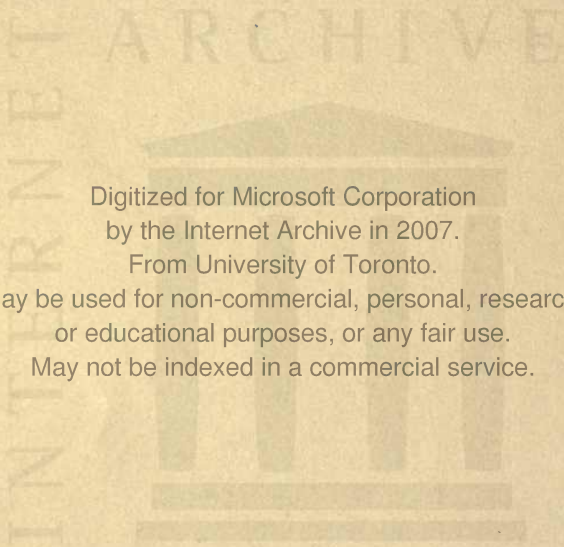 ARCHIVE
INTERNET
Digitized for Microsoft Corporation
by the Internet Archive in 2007.
From University of Toronto.
ay be used for non-commercial, personal, researc
or educational purposes, or any fair use.
May not be indexed in a commercial service.